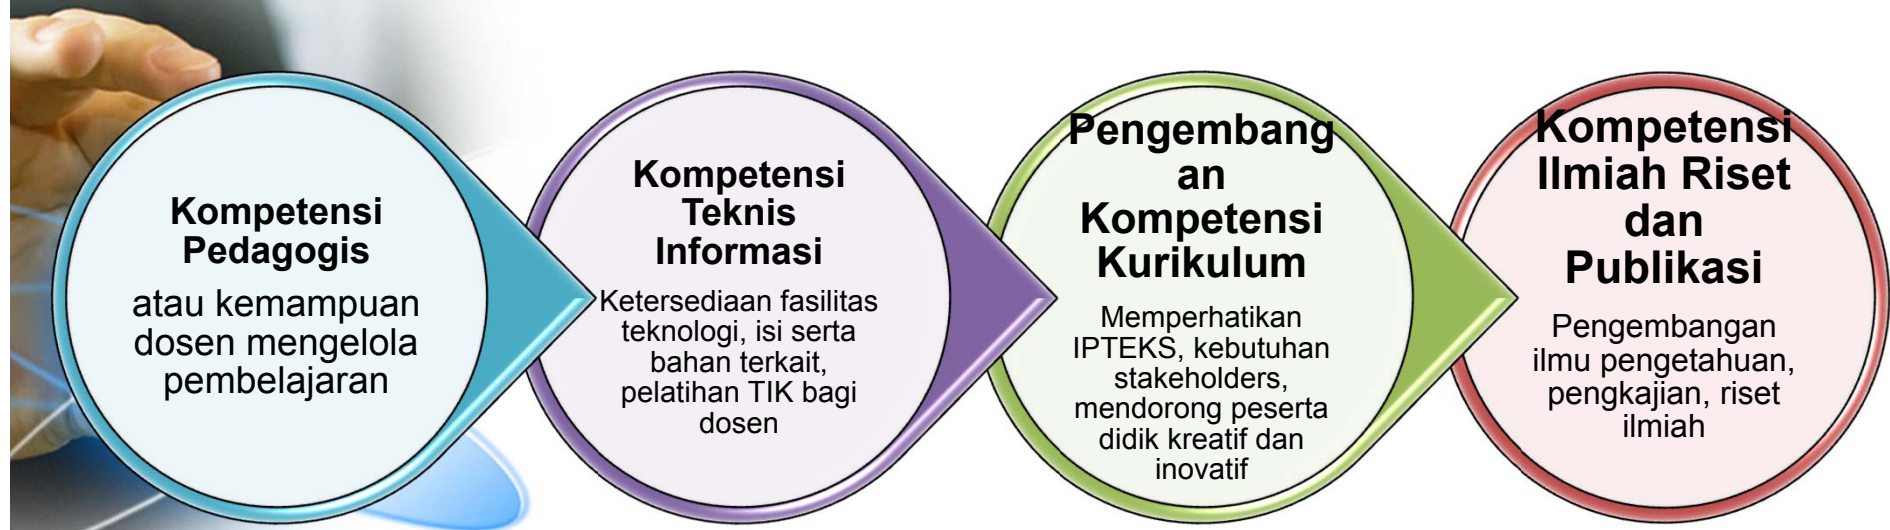 Kompetensi
Pedagogis
atau kemampuan
dosen mengelola
pembelajaran
Kompetensi
Teknis
Informasi
Ketersediaan fasilitas
teknologi, isi serta
bahan terkait,
pelatihan TIK bagi
dosen
Pengembang
an
Kompetensi
Kurikulum
Memperhatikan
IPTEKS, kebutuhan
stakeholders,
mendorong peserta
didik kreatif dan
inovatif
Kompetensi
Ilmiah Riset
dan
Publikasi
Pengembangan
ilmu pengetahuan,
pengkajian, riset
ilmiah